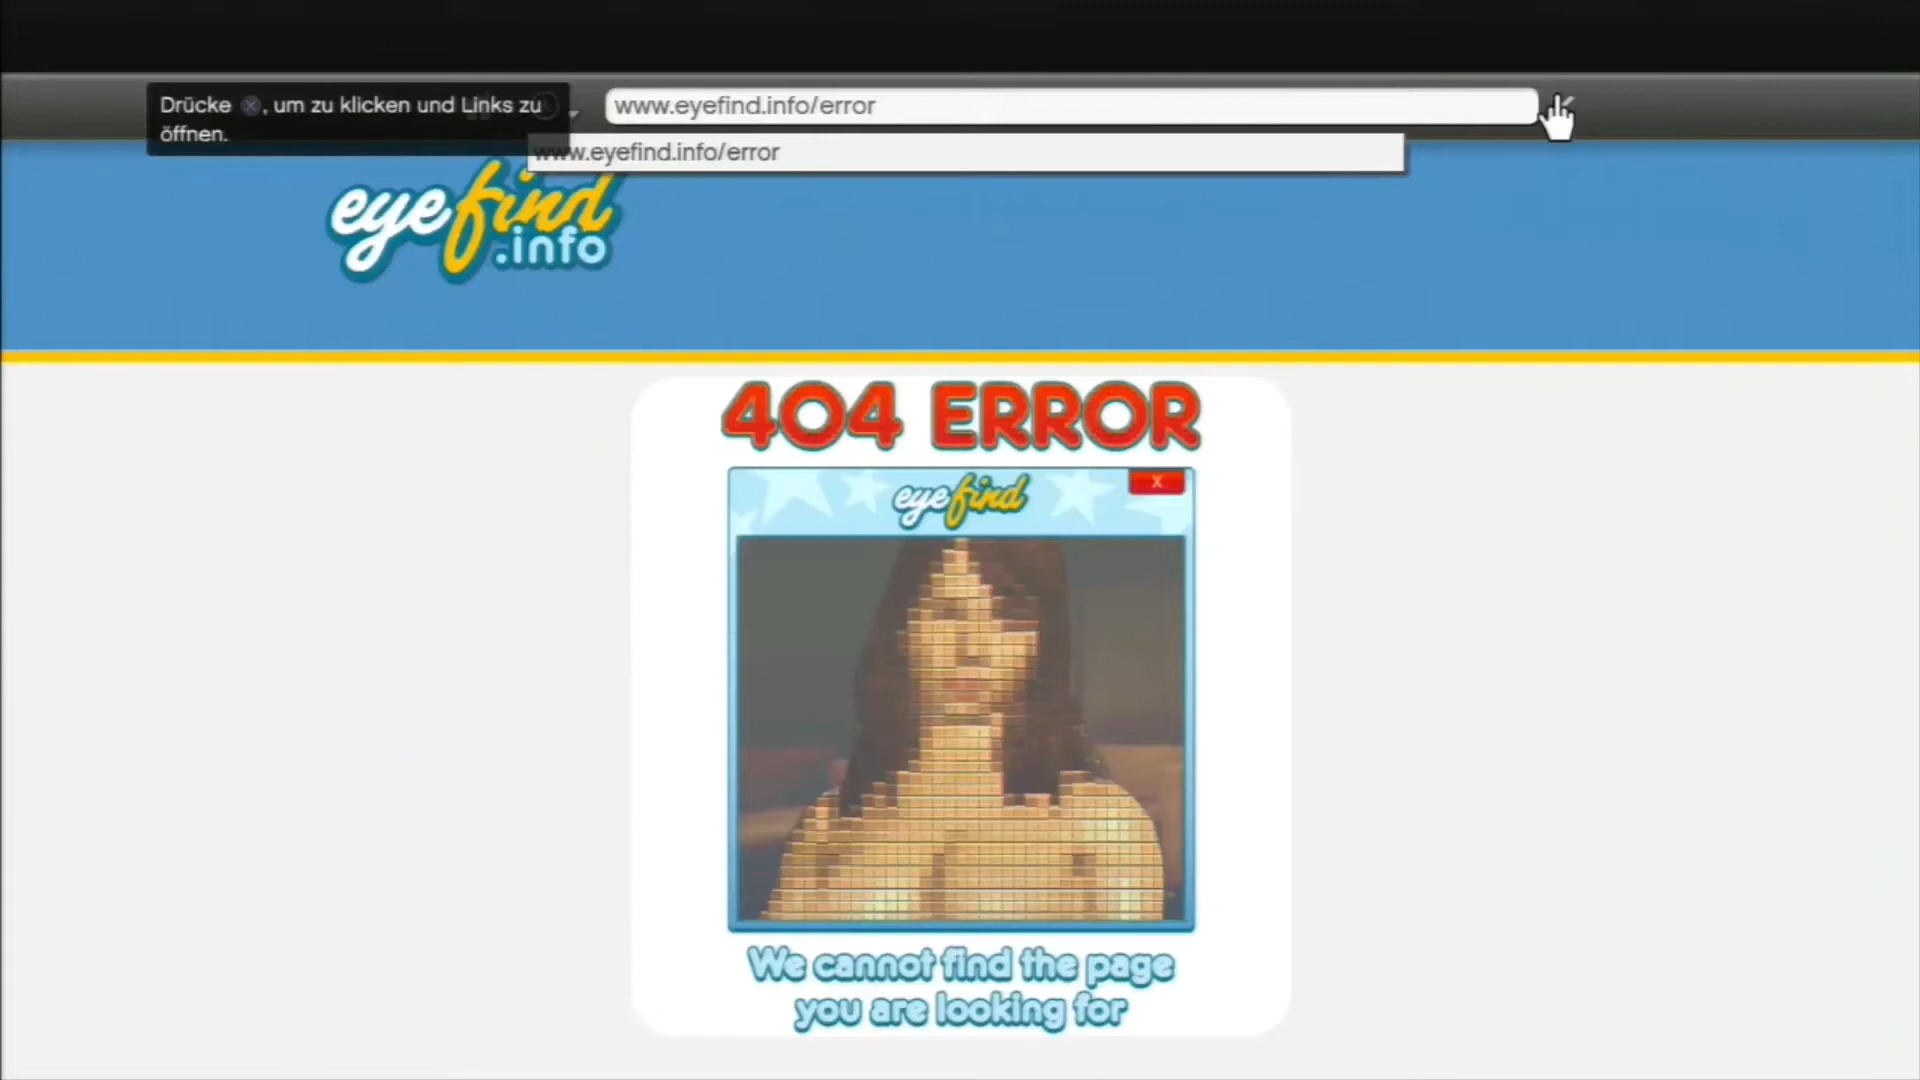 Drücke ⓧ, um zu klicken und Links zu
öffnen.
www.eyefind.info/error
www.eyefind.info/error
eyefind
.info
404 ERROR
eyefind
X
We cannot find the page
you are looking for